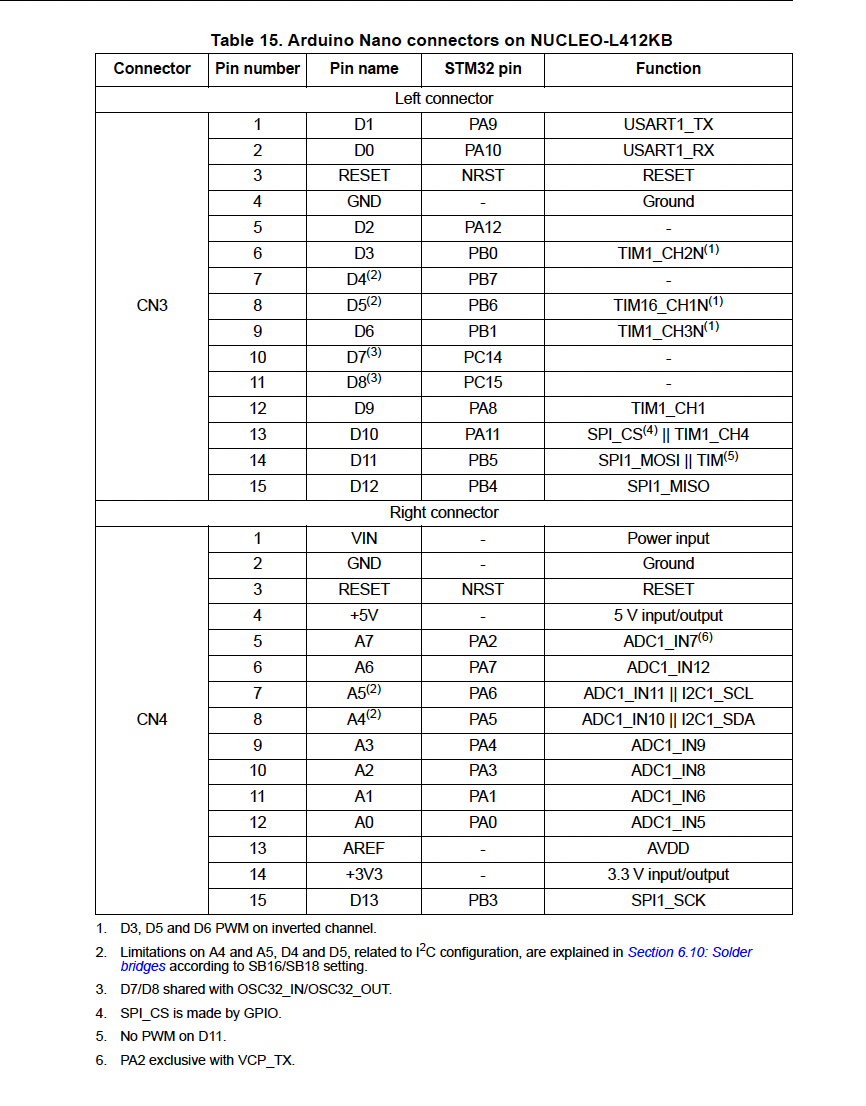 Table 15. Arduino Nano connectors on NUCLEO-L412KB
Connector Pin number Pin name STM32 pin Function
Left connector
CN3
1 D1 PA9 USART1_TX
2 D0 PA10 USART1_RX
3 RESET NRST RESET
4 GND - Ground
5 D2 PA12 -
6 D3 PB0 TIM1_CH2N(1)
7 D4(2) PB7 -
8 D5(2) PB6 TIM16_CH1N(1)
9 D6 PB1 TIM1_CH3N(1)
10 D7(3) PC14 -
11 D8(3) PC15 -
12 D9 PA8 TIM1_CH1
13 D10 PA11 SPI_CS(4) || TIM1_CH4
14 D11 PB5 SPI1_MOSI || TIM(5)
15 D12 PB4 SPI1_MISO
Right connector
CN4
1 VIN - Power input
2 GND - Ground
3 RESET NRST RESET
4 +5V - 5 V input/output
5 A7 PA2 ADC1_IN7(6)
6 A6 PA7 ADC1_IN12
7 A5(2) PA6 ADC1_IN11 || I2C1_SCL
8 A4(2) PA5 ADC1_IN10 || I2C1_SDA
9 A3 PA4 ADC1_IN9
10 A2 PA3 ADC1_IN8
11 A1 PA1 ADC1_IN6
12 A0 PA0 ADC1_IN5
13 AREF - AVDD
14 +3V3 - 3.3 V input/output
15 D13 PB3 SPI1_SCK
1. D3, D5 and D6 PWM on inverted channel.
2. Limitations on A4 and A5, D4 and D5, related to I2C configuration, are explained in Section 6.10: Solder
bridges according to SB16/SB18 setting.
3. D7/D8 shared with OSC32_IN/OSC32_OUT.
4. SPI_CS is made by GPIO.
5. No PWM on D11.
6. PA2 exclusive with VCP_TX.